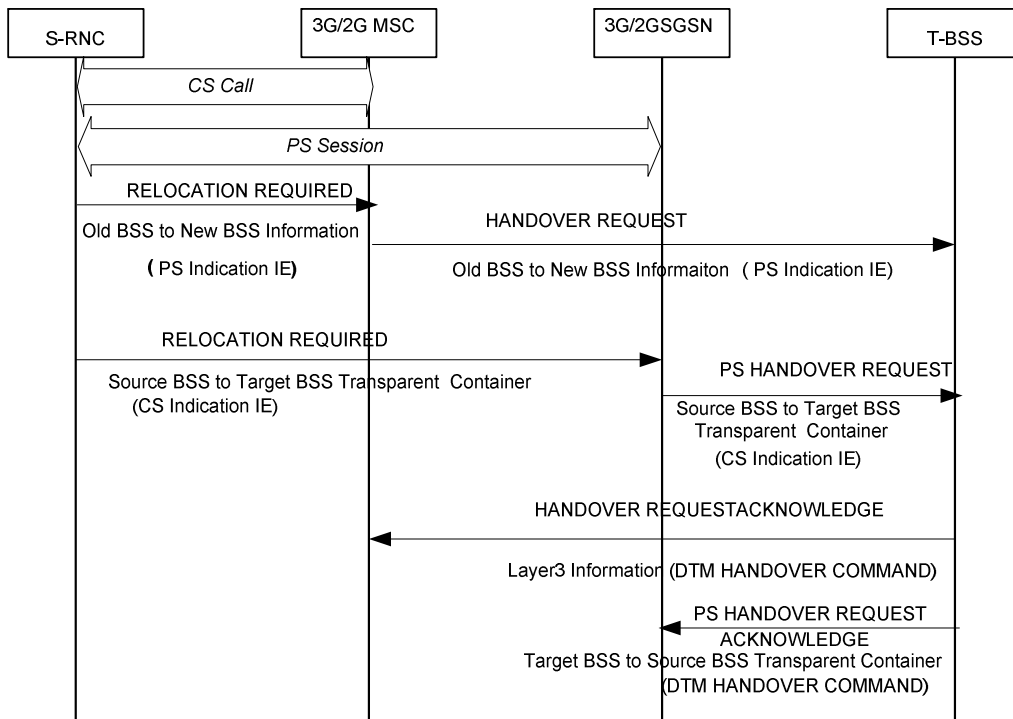 S-RNC
3G/2G MSC
3G/2GSGSN
T-BSS
CS Call
PS Session
RELOCATION REQUIRED
Old BSS to New BSS Information
( PS Indication IE)
HANDOVER REQUEST
Old BSS to New BSS Informaiton ( PS Indication IE)
RELOCATION REQUIRED
Source BSS to Target BSS Transparent Container
(CS Indication IE)
PS HANDOVER REQUEST
Source BSS to Target BSS
Transparent Container
(CS Indication IE)
HANDOVER REQUESTACKNOWLEDGE
Layer3 Information (DTM HANDOVER COMMAND)
PS HANDOVER REQUEST
ACKNOWLEDGE
Target BSS to Source BSS Transparent Container
(DTM HANDOVER COMMAND)